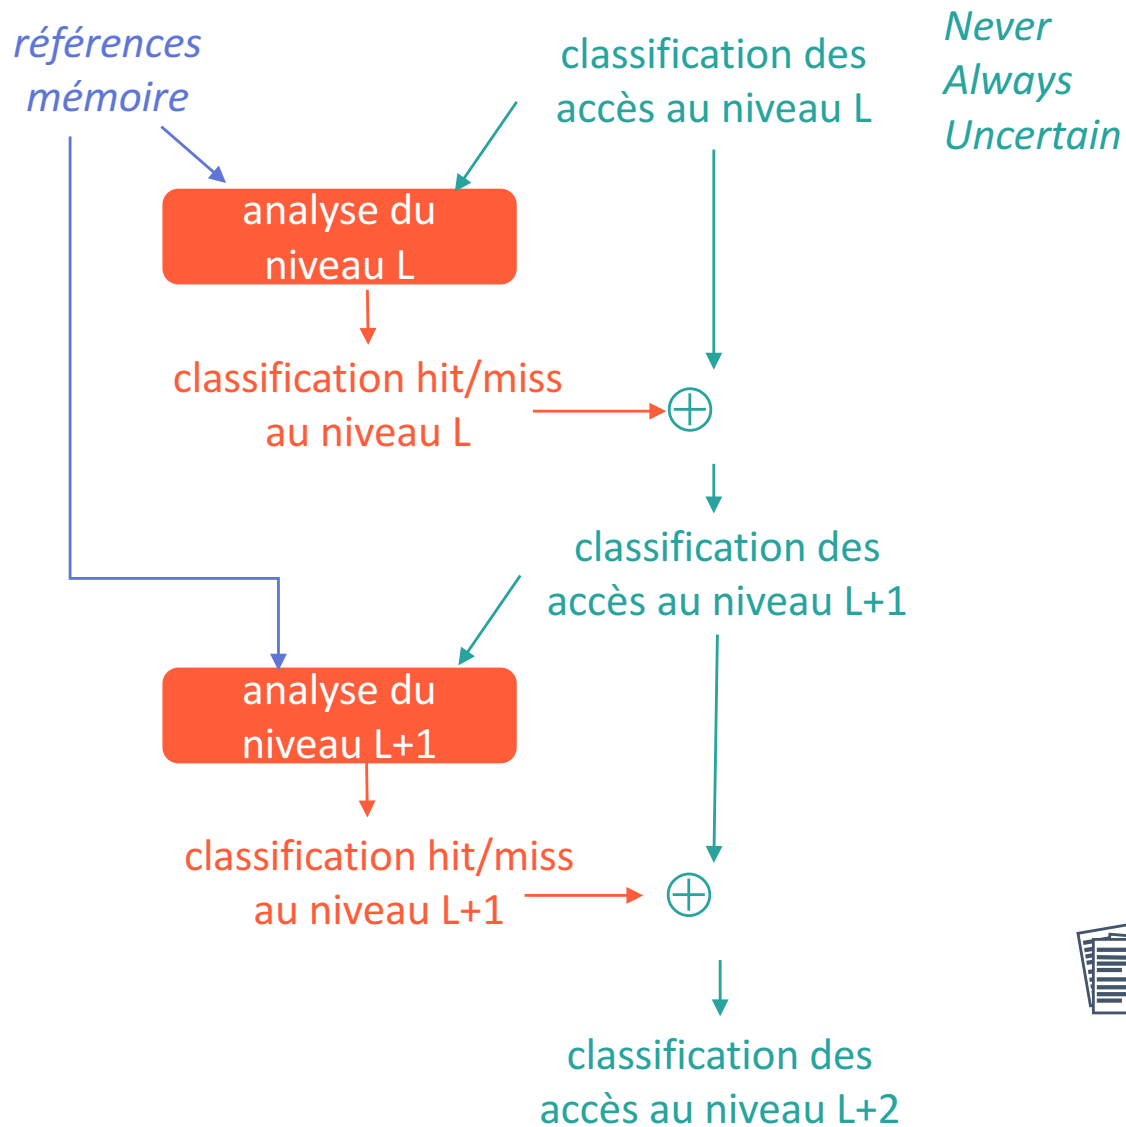 références
mémoire
classification des
accès au niveau L
Never
Always
Uncertain
analyse du
niveau L
classification hit/miss
au niveau L
classification des
accès au niveau L+1
analyse du
niveau L+1
classification hit/miss
au niveau L+1
classification des
accès au niveau L+2